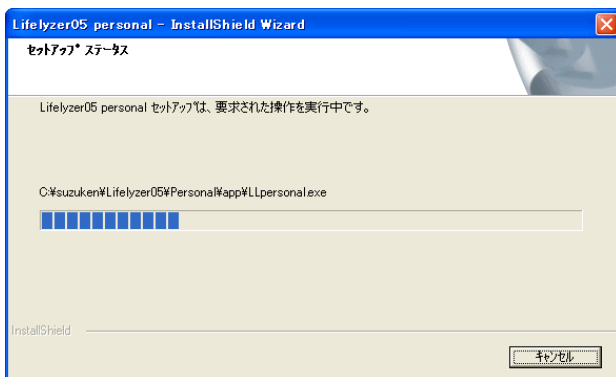 Lifelyzer05 personal - InstallShield Wizard
セットアップ ステータス
Lifelyzer05 personal セットアップは、要求された操作を実行中です。
C:¥suzuken¥Lifelyzer05¥Personal¥app¥LLpersonal.exe
InstallShield
キャンセル